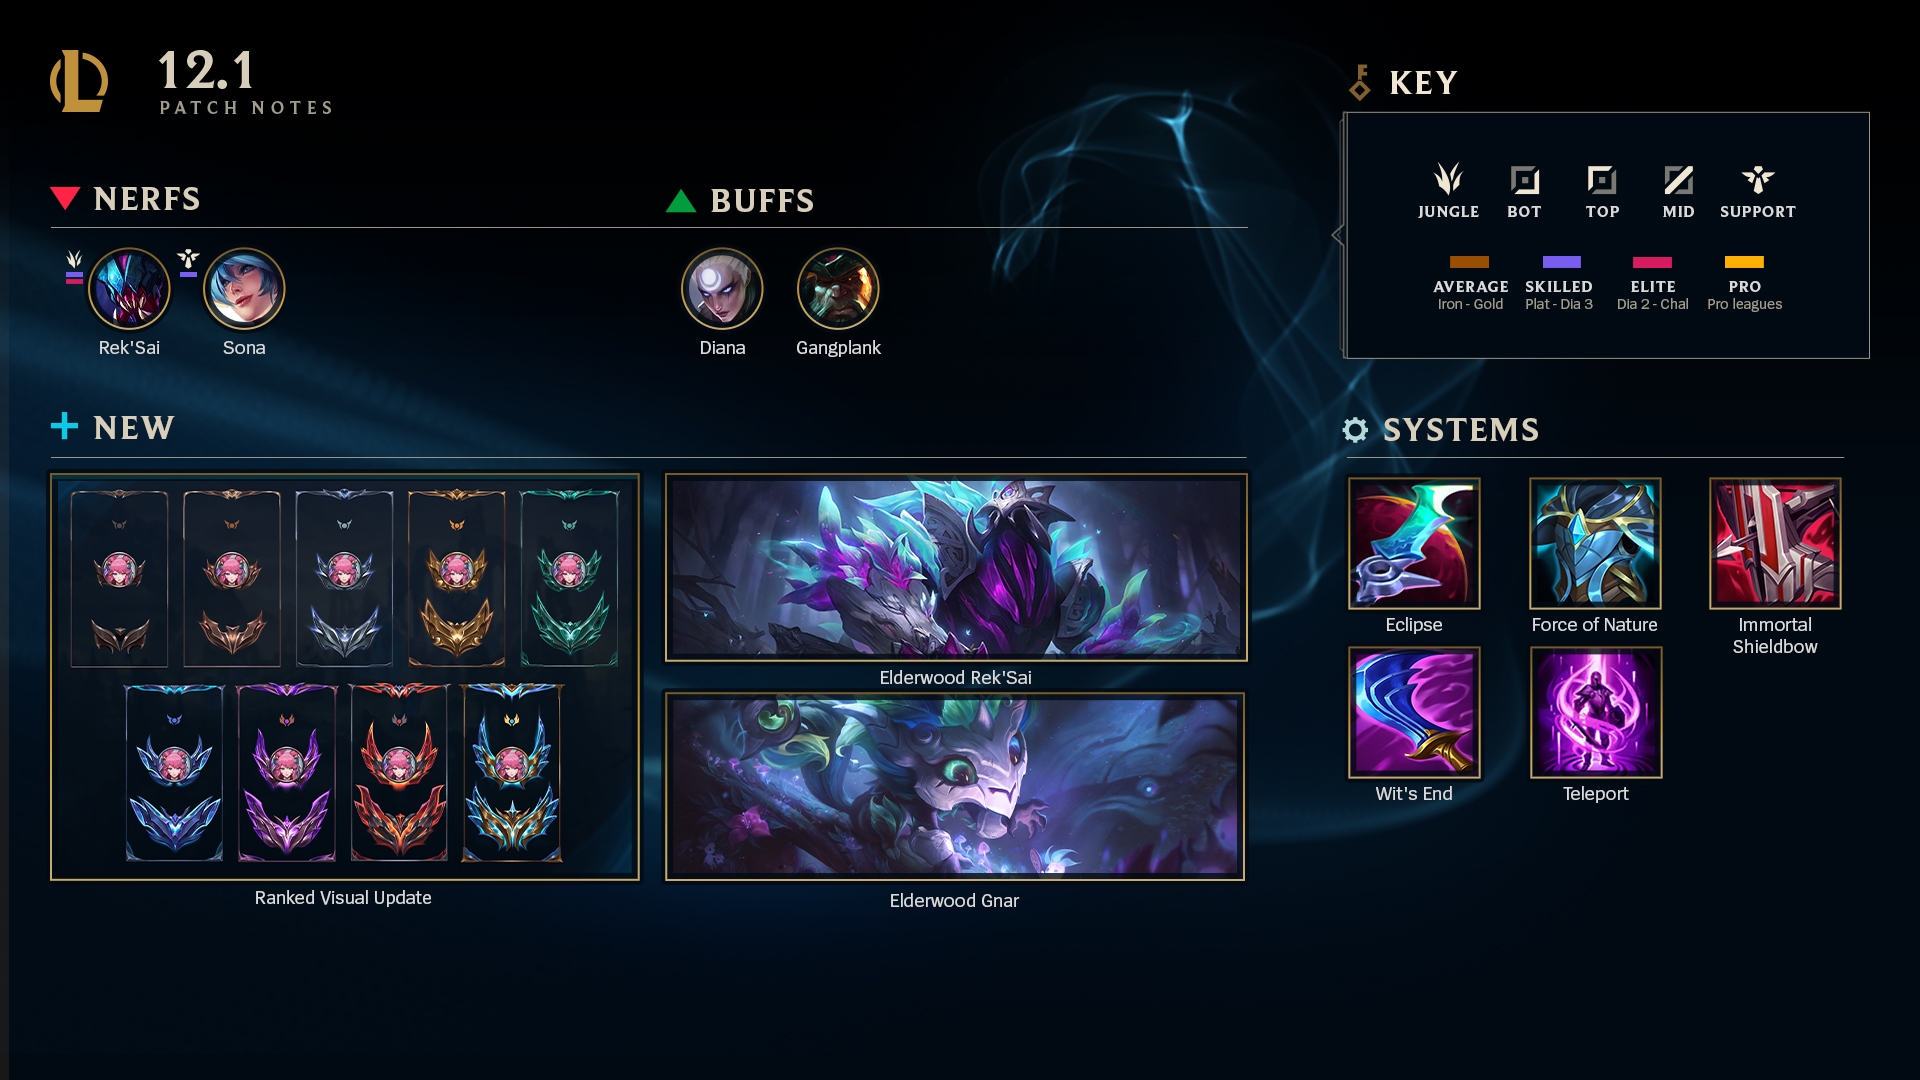 12.1
PATCH NOTES
NERFS
Rek'Sai
Sona
BUFFS
Diana
Gangplank
KEY
JUNGLE
BOT
TOP
MID
SUPPORT
AVERAGE
Iron - Gold
SKILLED
Plat - Dia 3
ELITE
Dia 2 - Chal
PRO
Pro leagues
NEW
Ranked Visual Update
Elderwood Rek'Sai
Elderwood Gnar
SYSTEMS
Eclipse
Force of Nature
Immortal
Shieldbow
Wit's End
Teleport